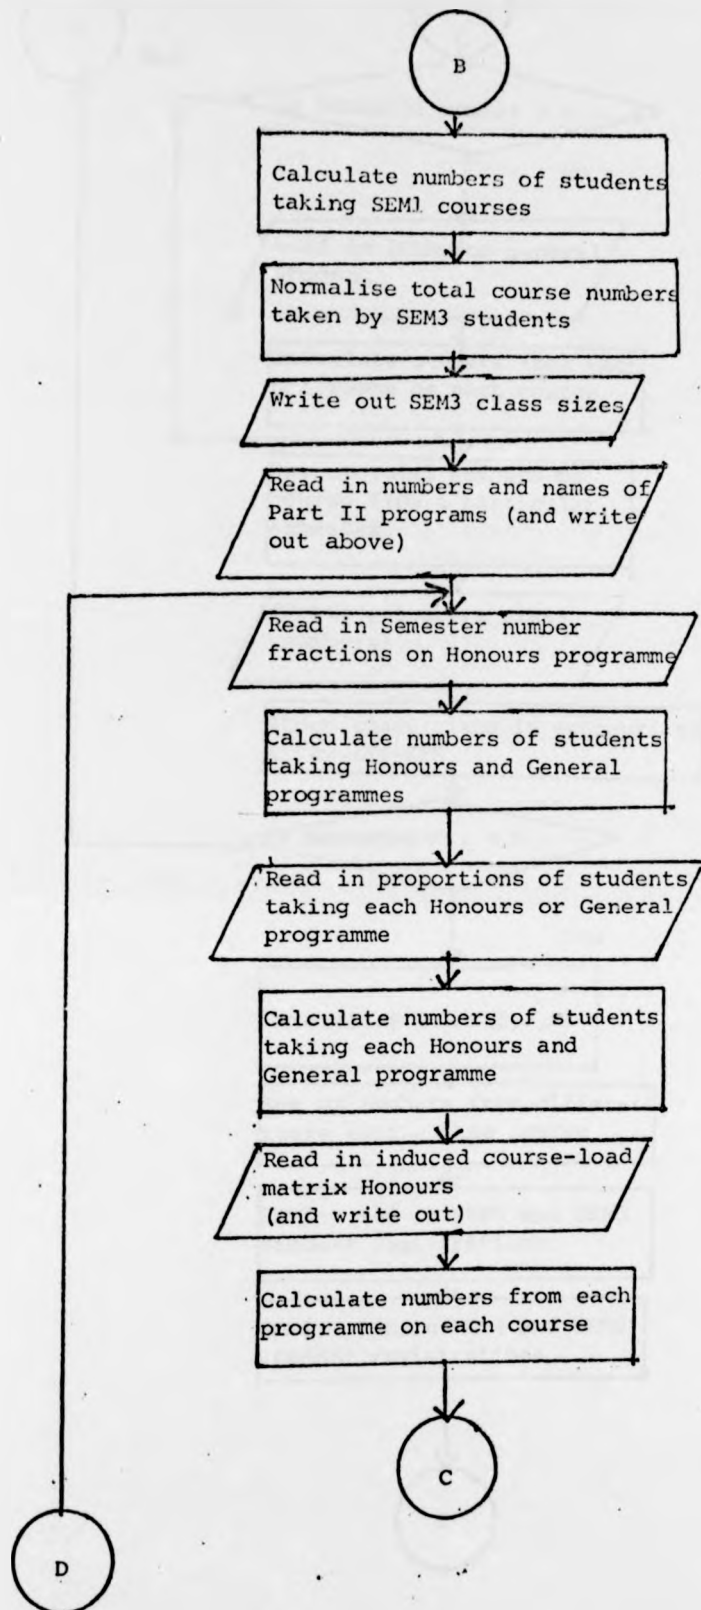 B
Calculate numbers of students
taking SEM1 courses
Normalise total course numbers
taken by SEM3 students
Write out SEM3 class sizes
Read in numbers and names of
Part II programs (and write
out above)
Read in Semester number
fractions on Honours programme
Calculate numbers of students
taking Honours and General
programmes
Read in proportions of students
taking each Honours or General
programme
Calculate numbers of students
taking each Honours and
General programme
Read in induced course-load
matrix Honours
(and write out)
Calculate numbers from each
programme on each course
C
D